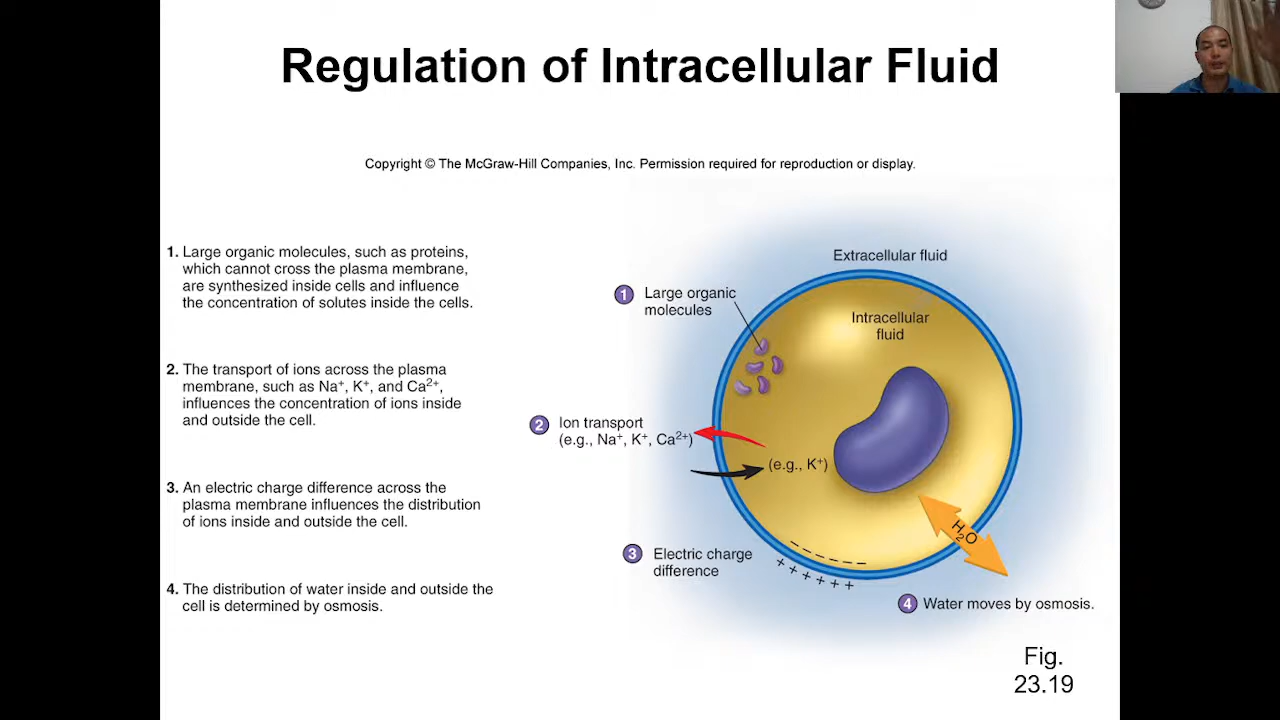 Regulation of Intracellular Fluid
Copyright © The McGraw-Hill Companies, Inc. Permission required for reproduction or display.
1. Large organic molecules, such as proteins,
which cannot cross the plasma membrane,
are synthesized inside cells and influence
the concentration of solutes inside the cells.
2. The transport of ions across the plasma
membrane, such as Na⁺, K⁺, and Ca²⁺,
influences the concentration of ions inside
and outside the cell.
3. An electric charge difference across the
plasma membrane influences the distribution
of ions inside and outside the cell.
4. The distribution of water inside and outside the
cell is determined by osmosis.
Extracellular fluid
Intracellular
fluid
1 Large organic
molecules
2 Ion transport
(e.g., Na⁺, K⁺, Ca²⁺)
(e.g., K⁺)
H₂O
3 Electric charge
difference
− − − − − −
+ + + + + +
4 Water moves by osmosis.
Fig.
23.19